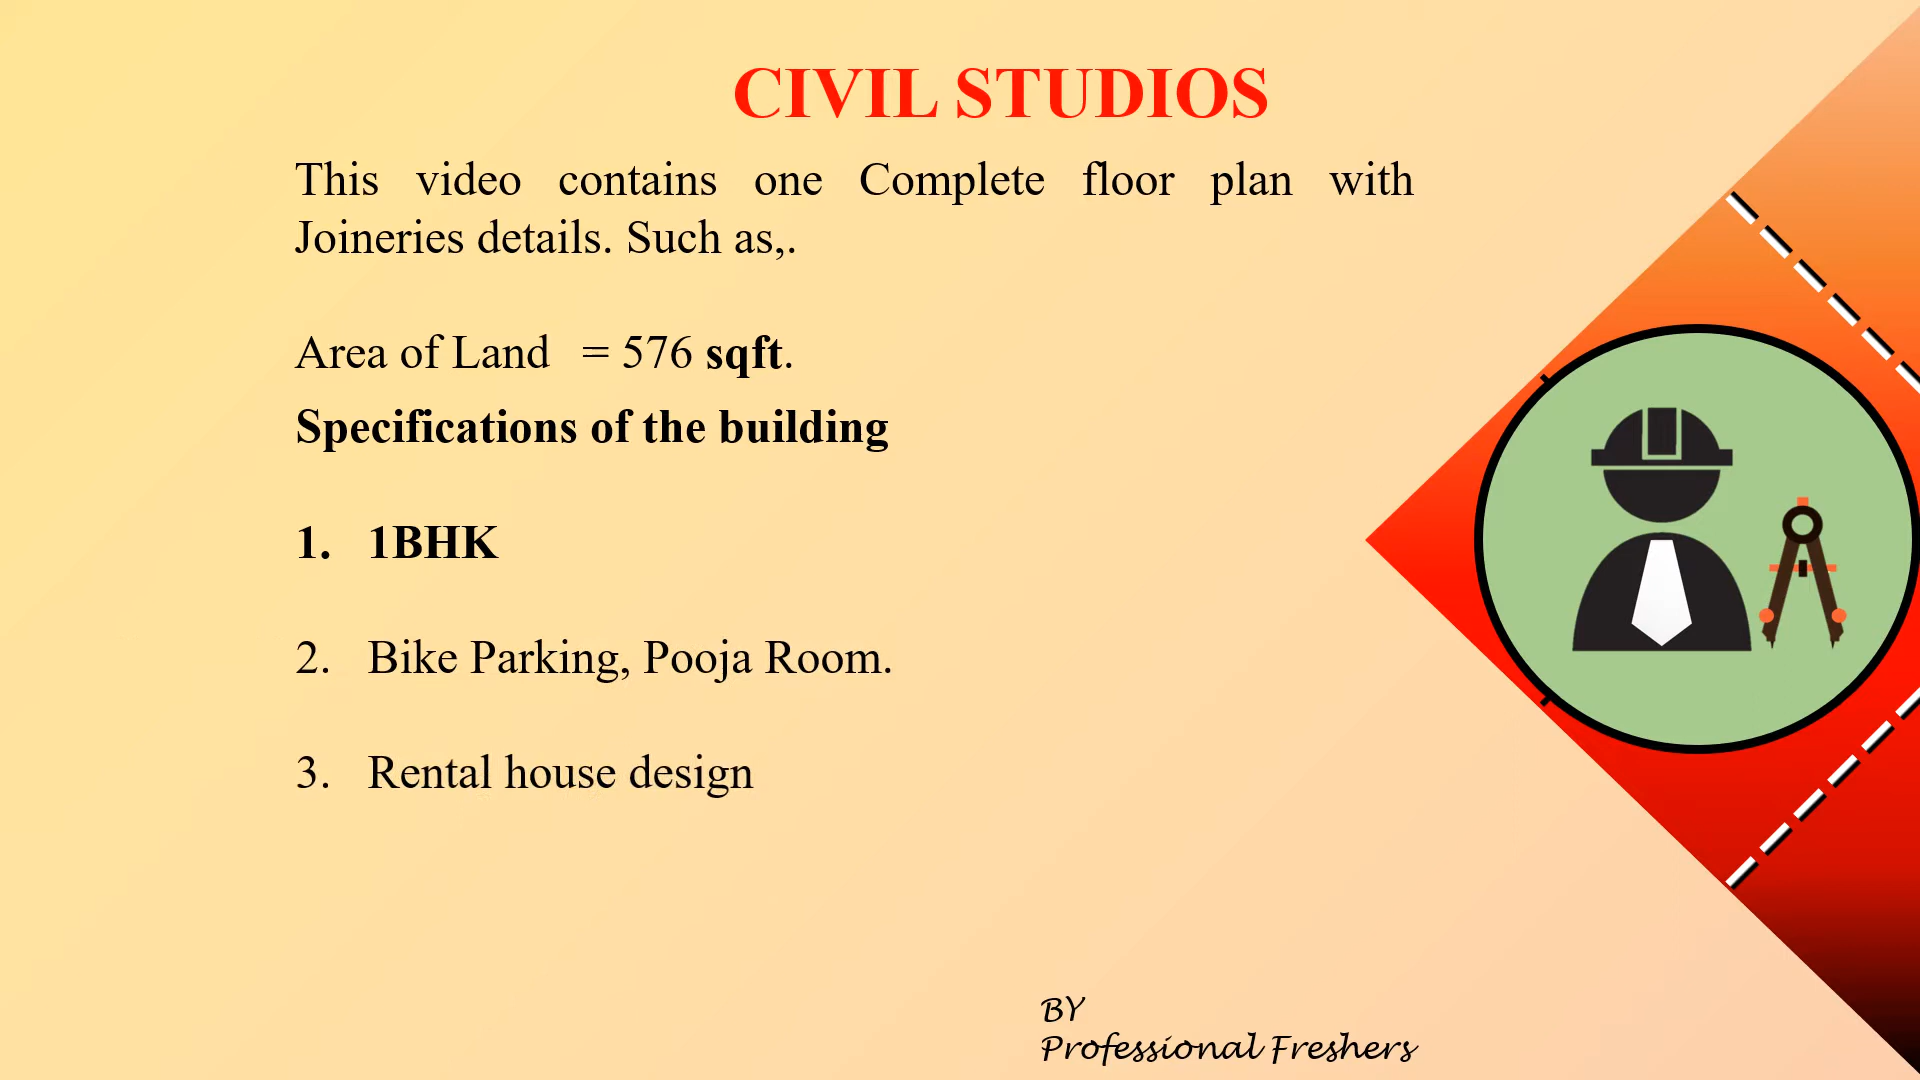 CIVIL STUDIOS
This video contains one Complete floor plan with
Joineries details. Such as,.
Area of Land = 576 sqft.
Specifications of the building
1. 1BHK
2. Bike Parking, Pooja Room.
3. Rental house design
BY
Professional Freshers